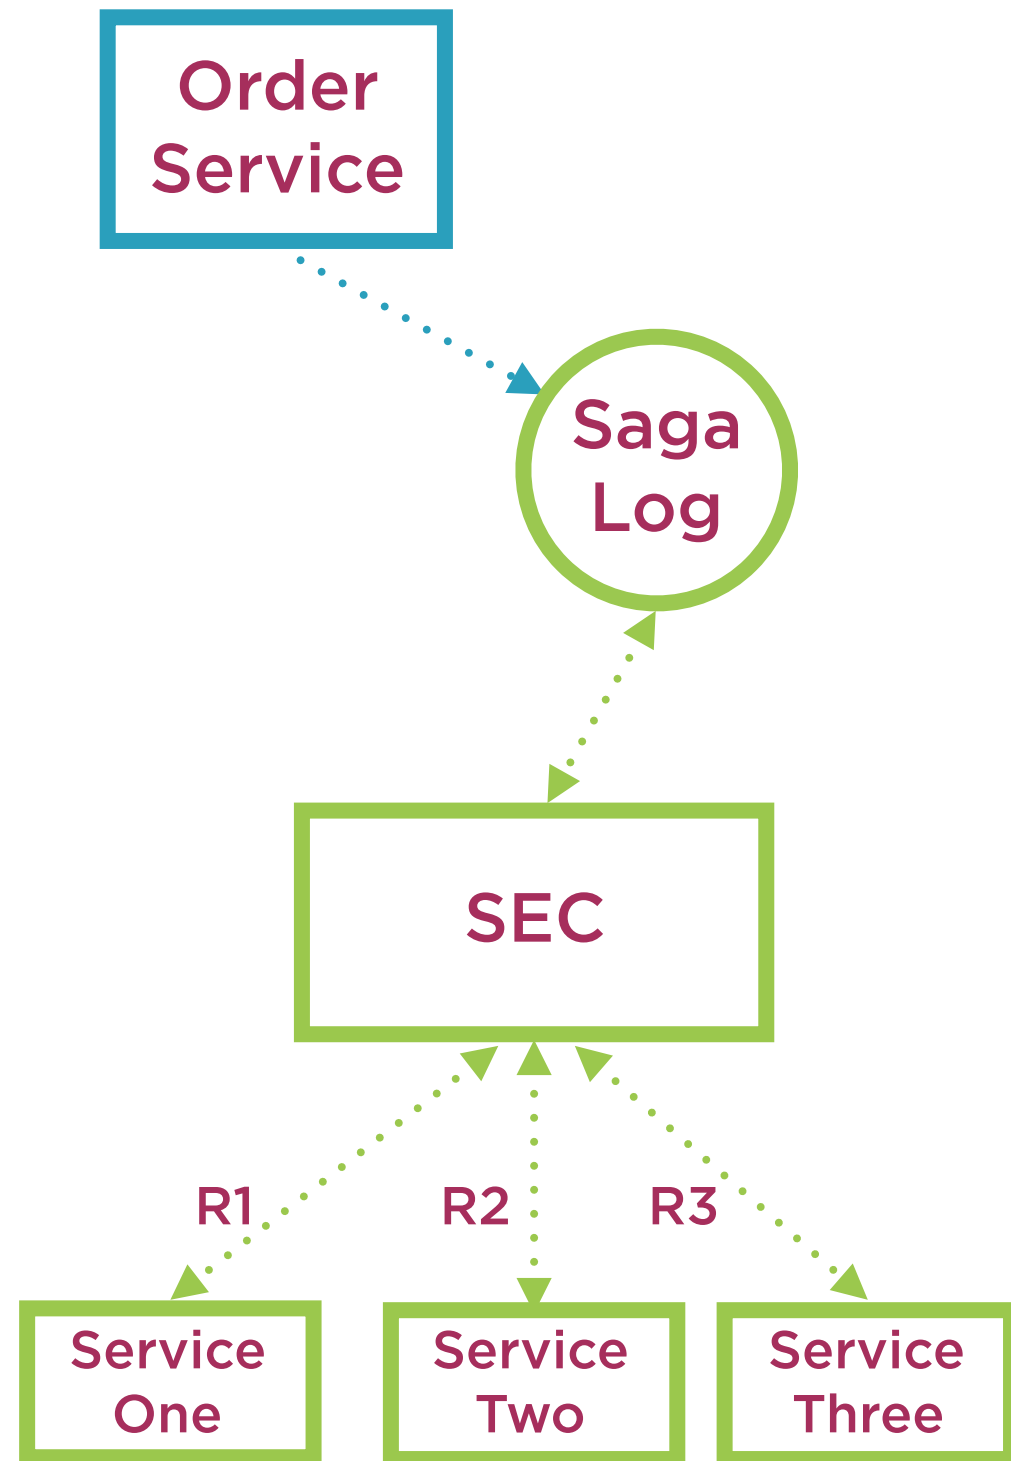 Order
Service
Saga
Log
SEC
R1
R2
R3
Service
One
Service
Two
Service
Three